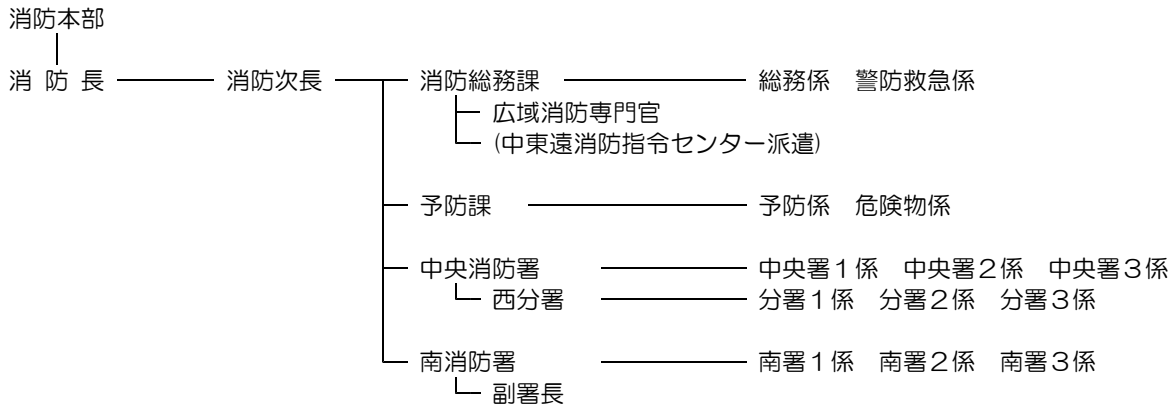 消防本部
消 防 長 消防次長 消防総務課 総務係 警防救急係
広域消防専門官
(中東遠消防指令センター派遣)
予防課 予防係 危険物係
中央消防署 中央署１係 中央署２係 中央署３係
西分署 分署１係 分署２係 分署３係
南消防署 南署１係 南署２係 南署３係
副署長